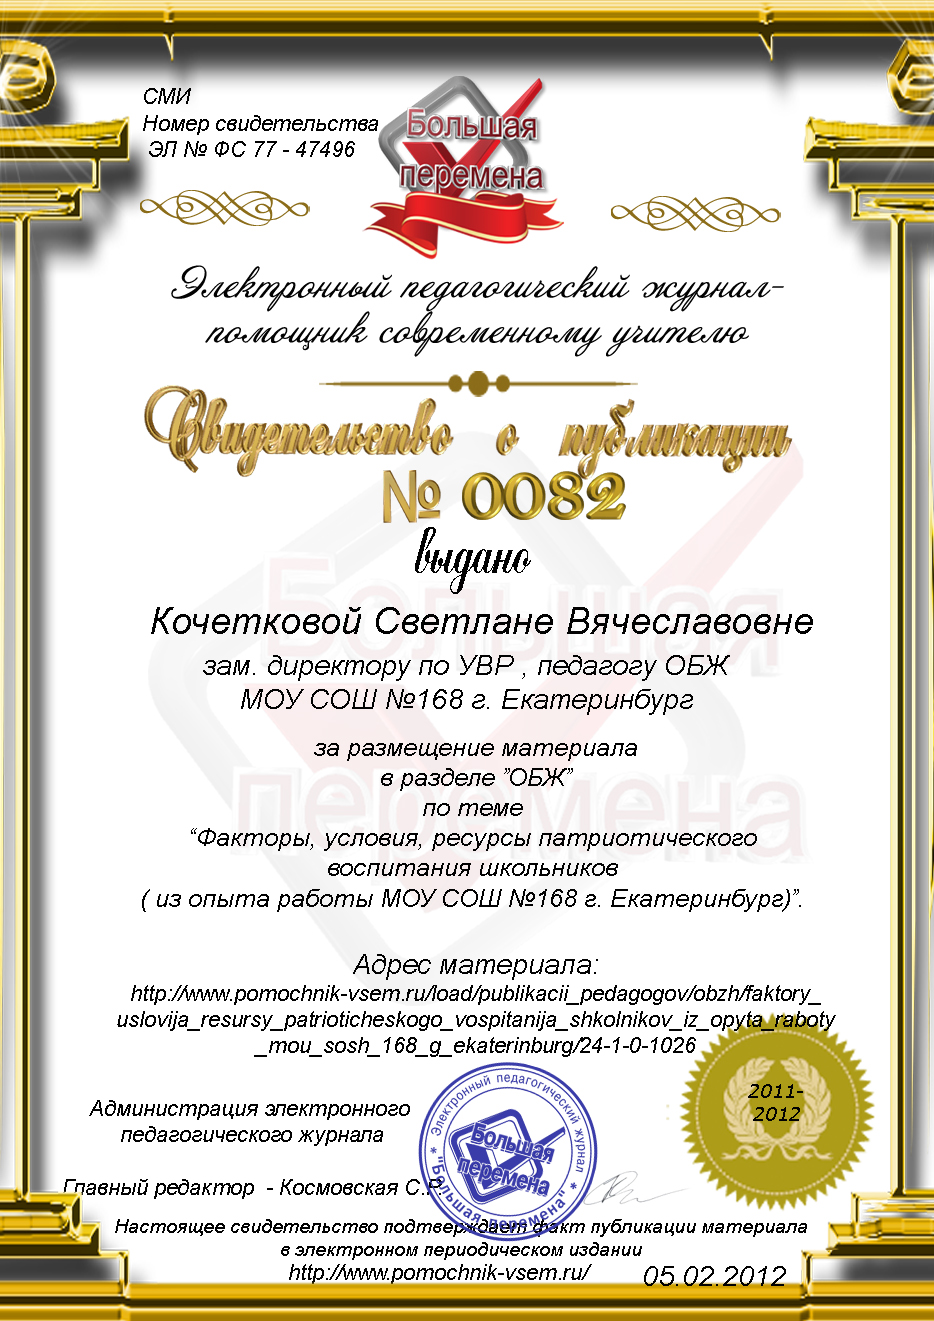 СМИ
Номер свидетельства
ЭЛ № ФС 77 - 47496
Большая
перемена
Электронный педагогический журнал-
помощник современному учителю
Свидетельство о публикации
№ 0082
выдано
Кочетковой Светлане Вячеславовне
зам. директору по УВР , педагогу ОБЖ
МОУ СОШ №168 г. Екатеринбург
за размещение материала
в разделе "ОБЖ"
по теме
“Факторы, условия, ресурсы патриотического
воспитания школьников
( из опыта работы МОУ СОШ №168 г. Екатеринбург)”.
Адрес материала:
http://www.pomochnik-vsem.ru/load/publikacii_pedagogov/obzh/faktory_
uslovija_resursy_patrioticheskogo_vospitanija_shkolnikov_iz_opyta_raboty
_mou_sosh_168_g_ekaterinburg/24-1-0-1026
2011-
2012
Администрация электронного
педагогического журнала
* Электронный педагогический журнал *
"Большая перемена"
Большая
перемена
Главный редактор - Космовская С.Р.
Настоящее свидетельство подтверждает факт публикации материала
в электронном периодическом издании
http://www.pomochnik-vsem.ru/
05.02.2012